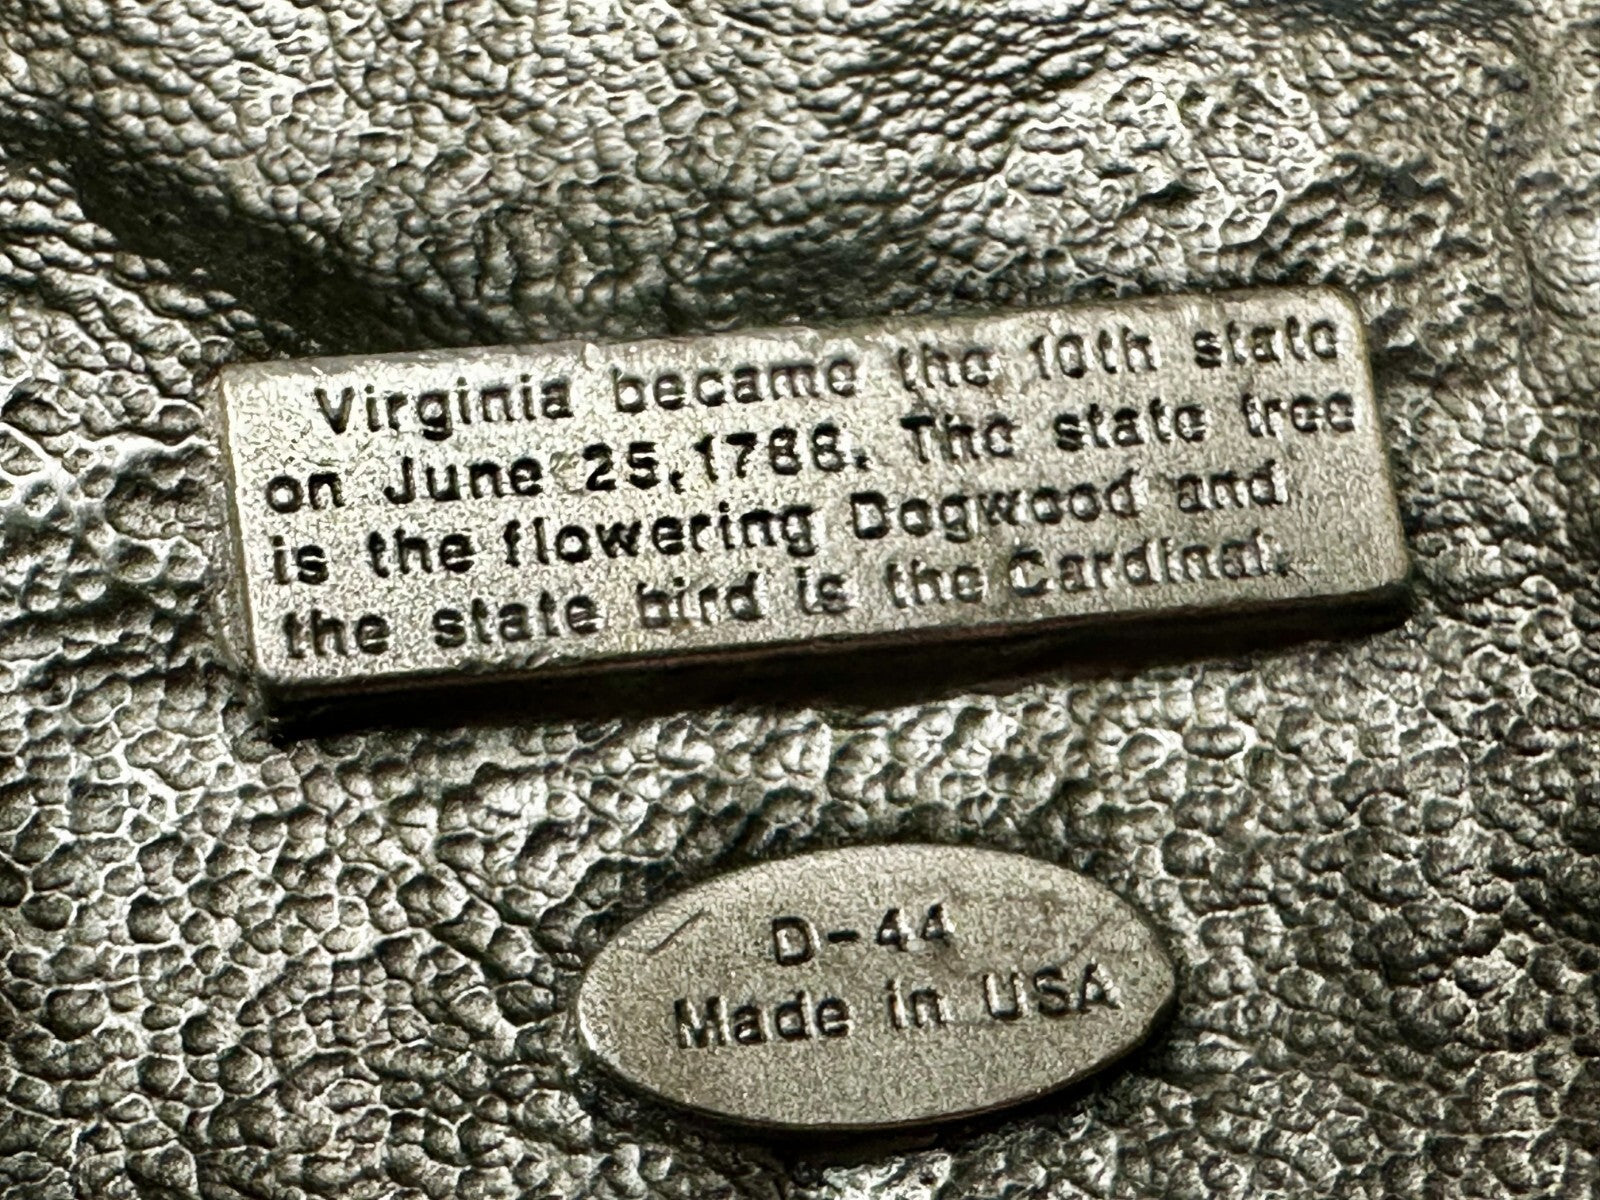 Virginia became the 10th state
on June 25, 1788. The state tree
is the flowering Dogwood and
the state bird is the Cardinal.
D-44
Made in USA